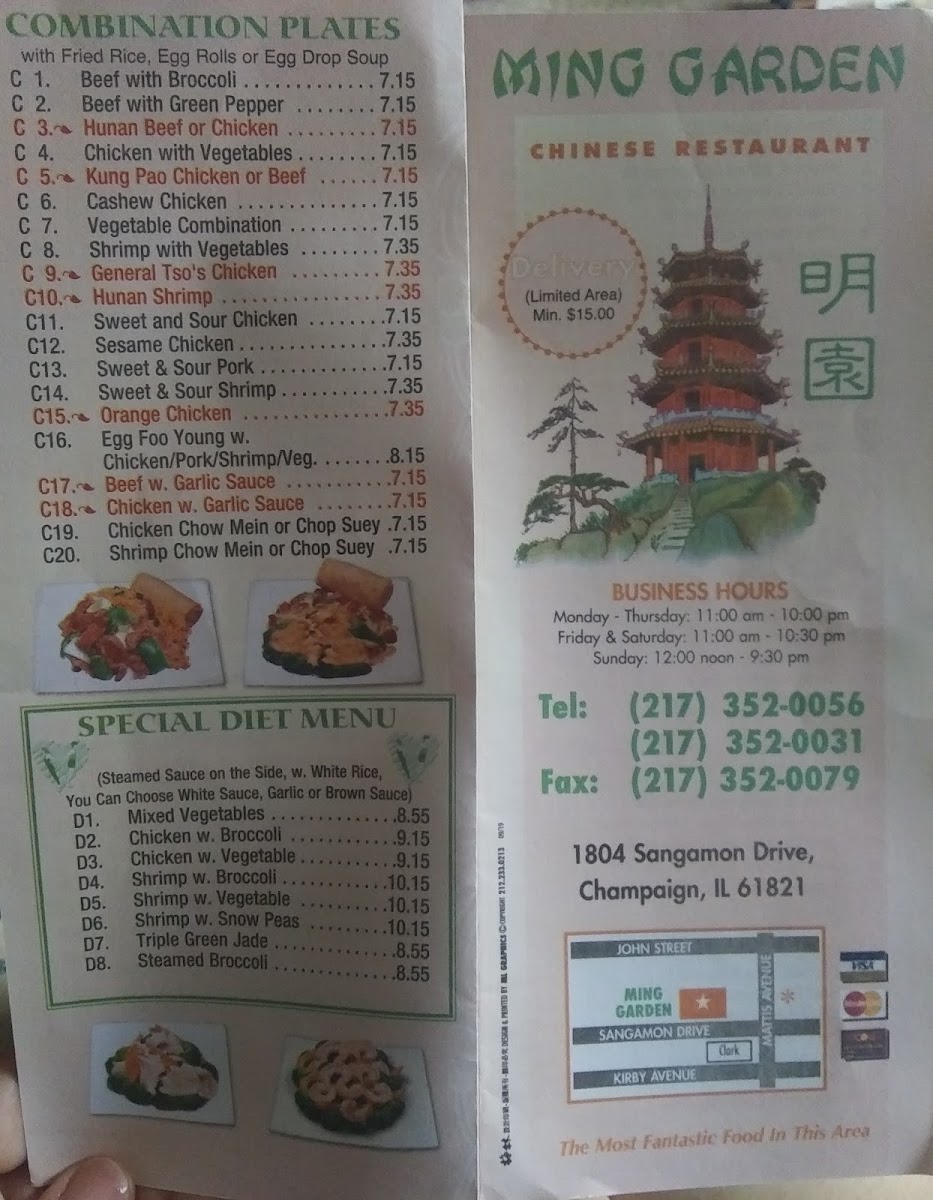 COMBINATION PLATES
with Fried Rice, Egg Rolls or Egg Drop Soup
C 1. Beef with Broccoli .............7.15
C 2. Beef with Green Pepper ........7.15
C 3. Hunan Beef or Chicken .........7.15
C 4. Chicken with Vegetables ........7.15
C 5. Kung Pao Chicken or Beef ......7.15
C 6. Cashew Chicken ..............7.15
C 7. Vegetable Combination ..........7.15
C 8. Shrimp with Vegetables ........7.35
C 9. General Tso's Chicken ..........7.35
C10. Hunan Shrimp ................7.35
C11. Sweet and Sour Chicken ........7.15
C12. Sesame Chicken ...............7.35
C13. Sweet & Sour Pork .............7.15
C14. Sweet & Sour Shrimp ...........7.35
C15. Orange Chicken ...............7.35
C16. Egg Foo Young w.
Chicken/Pork/Shrimp/Veg. ........8.15
C17. Beef w. Garlic Sauce ...........7.15
C18. Chicken w. Garlic Sauce ........7.15
C19. Chicken Chow Mein or Chop Suey .7.15
C20. Shrimp Chow Mein or Chop Suey .7.15
SPECIAL DIET MENU
(Steamed Sauce on the Side, w. White Rice,
You Can Choose White Sauce, Garlic or Brown Sauce)
D1. Mixed Vegetables ..............8.55
D2. Chicken w. Broccoli ............9.15
D3. Chicken w. Vegetable ...........9.15
D4. Shrimp w. Broccoli ............10.15
D5. Shrimp w. Vegetable ..........10.15
D6. Shrimp w. Snow Peas .........10.15
D7. Triple Green Jade .............8.55
D8. Steamed Broccoli .............8.55
MING GARDEN
CHINESE RESTAURANT
Delivery
(Limited Area)
Min. $15.00
明
園
BUSINESS HOURS
Monday - Thursday: 11:00 am - 10:00 pm
Friday & Saturday: 11:00 am - 10:30 pm
Sunday: 12:00 noon - 9:30 pm
Tel: (217) 352-0056
(217) 352-0031
Fax: (217) 352-0079
1804 Sangamon Drive,
Champaign, IL 61821
JOHN STREET
MATTIS AVENUE
MING
GARDEN
SANGAMON DRIVE
Clark
KIRBY AVENUE
VISA
MasterCard
DESIGN & PRINTED BY A&L GRAPHICS © COPYRIGHT 212.233.0213 09/19
The Most Fantastic Food In This Area